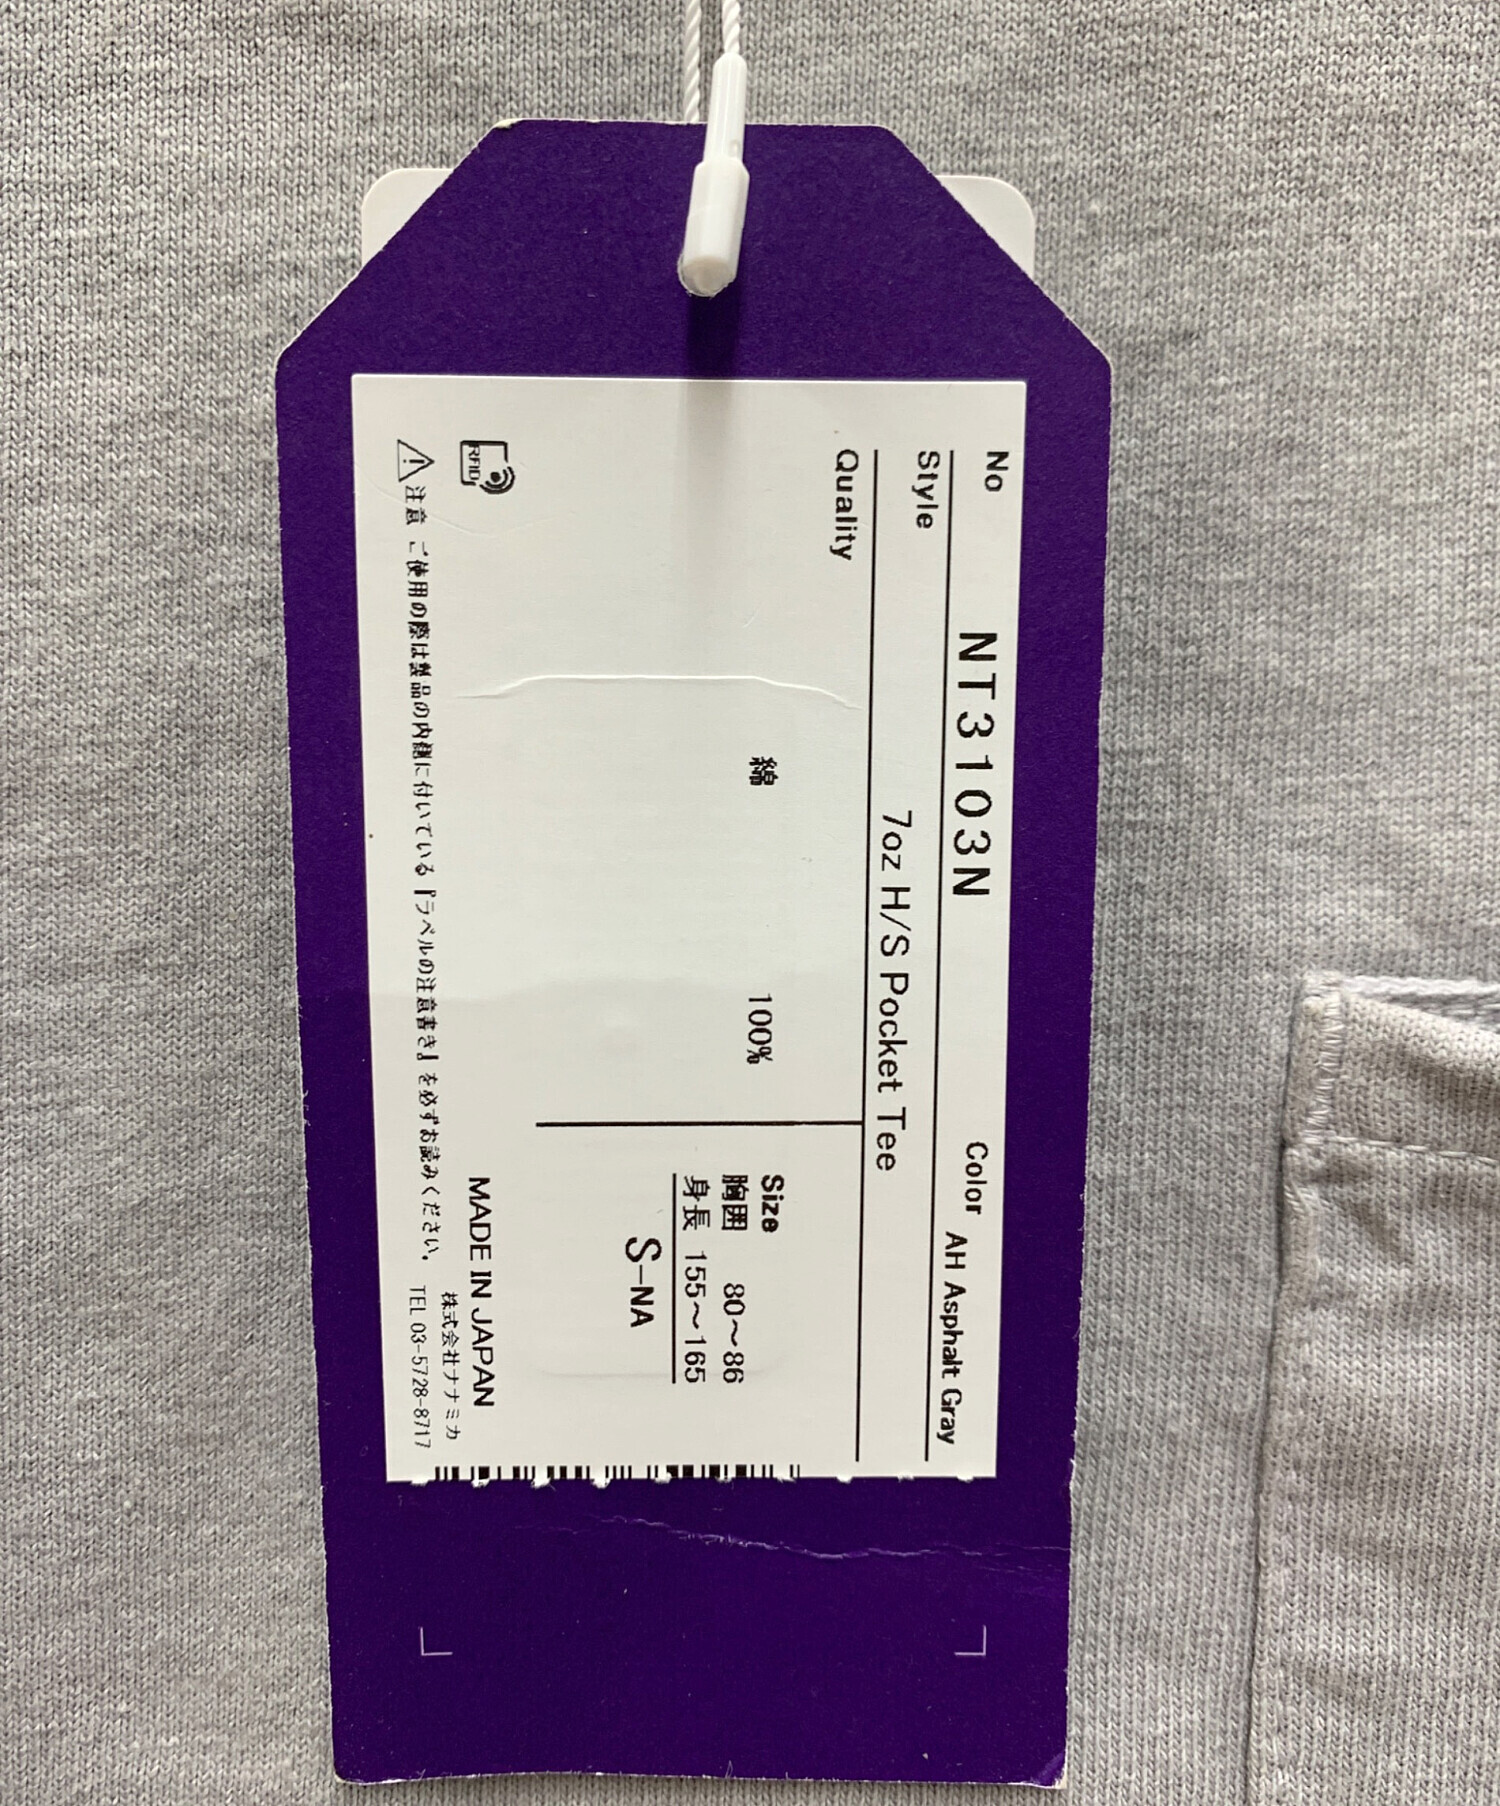 No NT3103N Color AH Asphalt Gray
Style 7oz H/S Pocket Tee
Quality
綿 100%
Size
胸囲 80〜86
身長 155〜165
S-NA
RFID
MADE IN JAPAN
株式会社ナナミカ
注意 ご使用の際は製品の内側に付いている『ラベルの注意書き』を必ずお読みください。 TEL 03-5728-8717